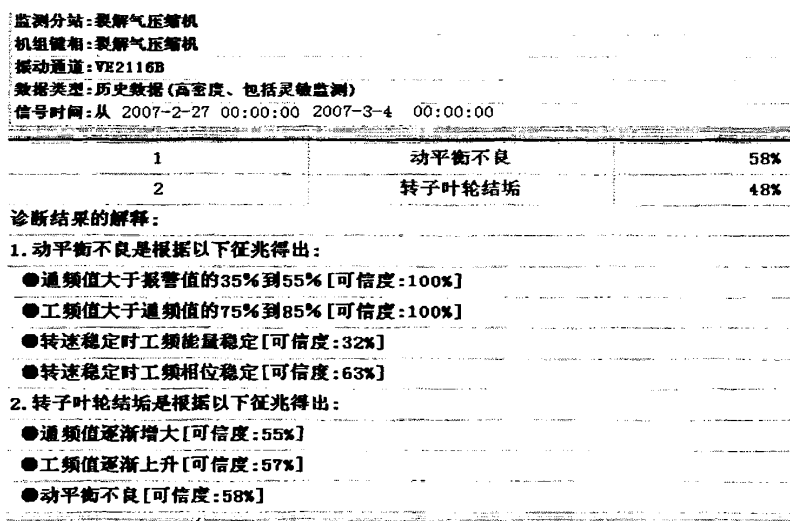 监测分站:裂解气压缩机
机组键相:裂解气压缩机
振动通道:VE2116B
数据类型:历史数据(高密度、包括灵敏监测)
信号时间:从 2007-2-27 00:00:00 2007-3-4 00:00:00
1 动平衡不良 58%
2 转子叶轮结垢 48%
诊断结果的解释:
1.动平衡不良是根据以下征兆得出:
●通频值大于报警值的35%到55%[可信度:100%]
●工频值大于通频值的75%到85%[可信度:100%]
●转速稳定时工频能量稳定[可信度:32%]
●转速稳定时工频相位稳定[可信度:63%]
2.转子叶轮结垢是根据以下征兆得出:
●通频值逐渐增大[可信度:55%]
●工频值逐渐上升[可信度:57%]
●动平衡不良[可信度:58%]